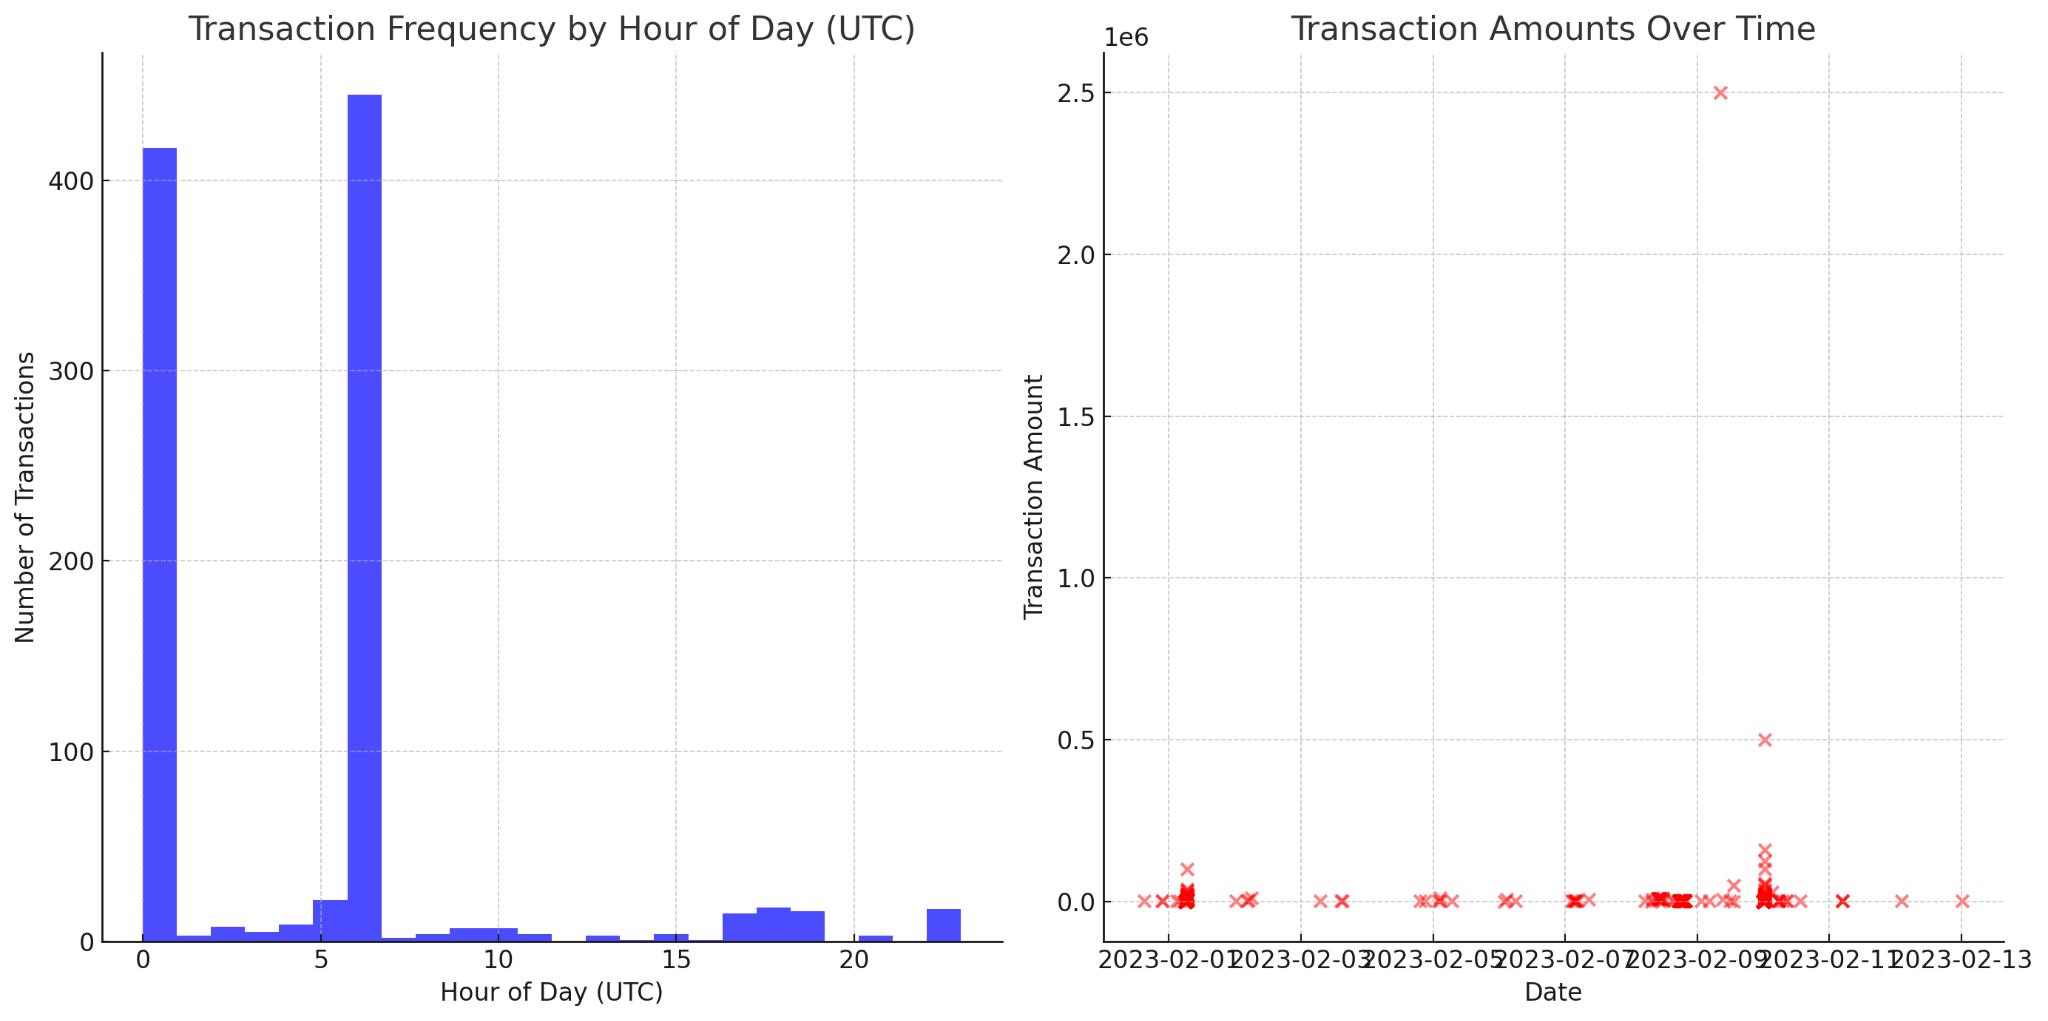 Transaction Frequency by Hour of Day (UTC)
Number of Transactions
400
300
200
100
0
0 5 10 15 20
Hour of Day (UTC)
Transaction Amounts Over Time
1e6
Transaction Amount
2.5
2.0
1.5
1.0
0.5
0.0
2023-02-01 2023-02-03 2023-02-05 2023-02-07 2023-02-09 2023-02-11 2023-02-13
Date